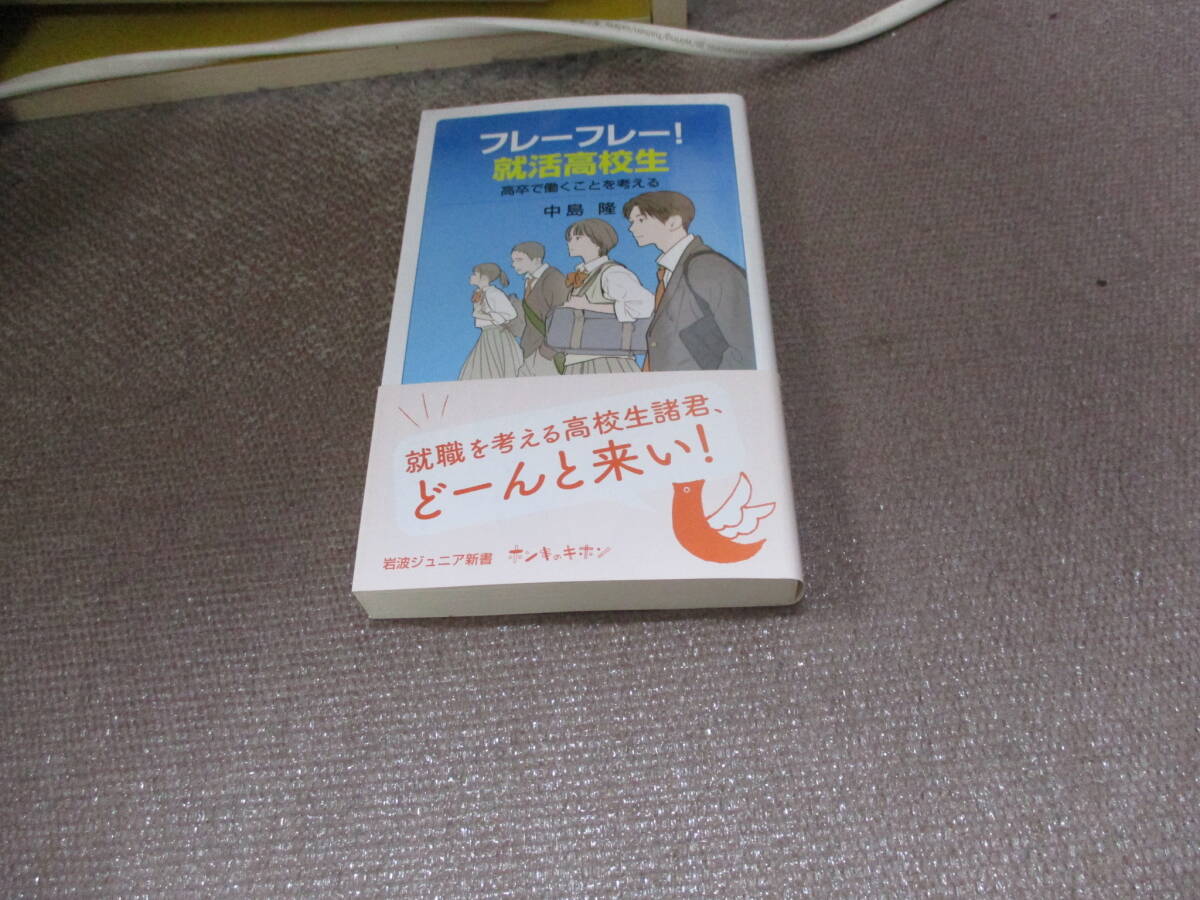 フレーフレー!
就活高校生
高卒で働くことを考える
中島 隆
就職を考える高校生諸君、
どーんと来い!
岩波ジュニア新書 ホンキのキホン